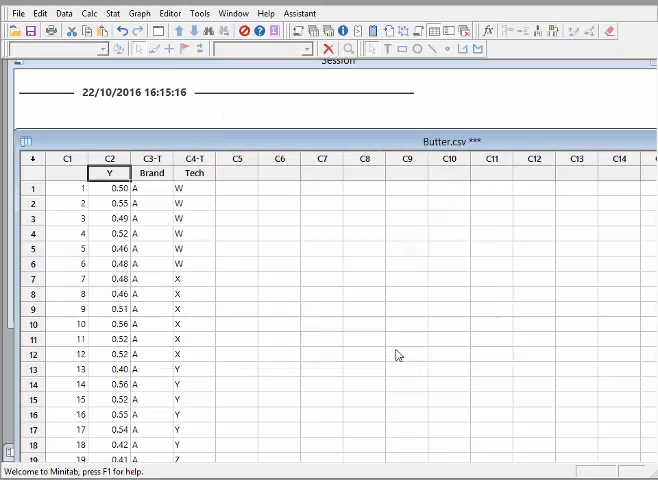 File Edit Data Calc Stat Graph Editor Tools Window Help Assistant
Session
22/10/2016 16:15:16
Butter.csv ***
C1 C2 C3-T C4-T C5 C6 C7 C8 C9 C10 C11 C12 C13 C14
Y Brand Tech
1 1 0.50 A W
2 2 0.55 A W
3 3 0.49 A W
4 4 0.52 A W
5 5 0.46 A W
6 6 0.48 A W
7 7 0.48 A X
8 8 0.46 A X
9 9 0.51 A X
10 10 0.56 A X
11 11 0.52 A X
12 12 0.52 A X
13 13 0.40 A Y
14 14 0.56 A Y
15 15 0.52 A Y
16 16 0.55 A Y
17 17 0.54 A Y
18 18 0.42 A Y
19 19 0.41 A Z
Welcome to Minitab, press F1 for help.